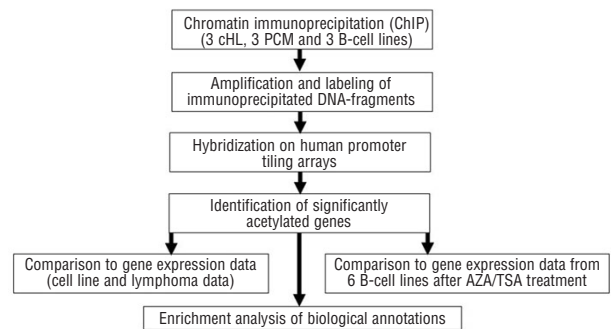 Chromatin immunoprecipitation (ChIP)
(3 cHL, 3 PCM and 3 B-cell lines)
Amplification and labeling of
immunoprecipitated DNA-fragments
Hybridization on human promoter
tiling arrays
Identification of significantly
acetylated genes
Comparison to gene expression data
(cell line and lymphoma data)
Comparison to gene expression data from
6 B-cell lines after AZA/TSA treatment
Enrichment analysis of biological annotations